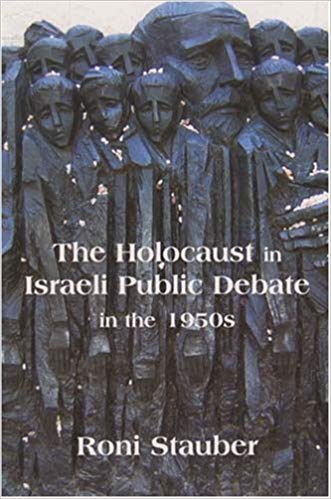 The Holocaust in
Israeli Public Debate
in the 1950s
Roni Stauber